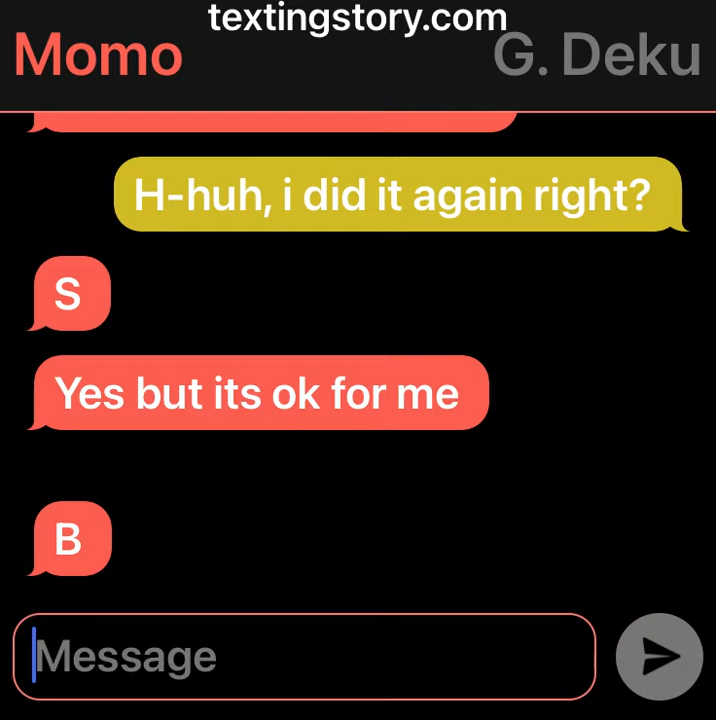 textingstory.com
Momo G. Deku
H-huh, i did it again right?
S
Yes but its ok for me
B
Message